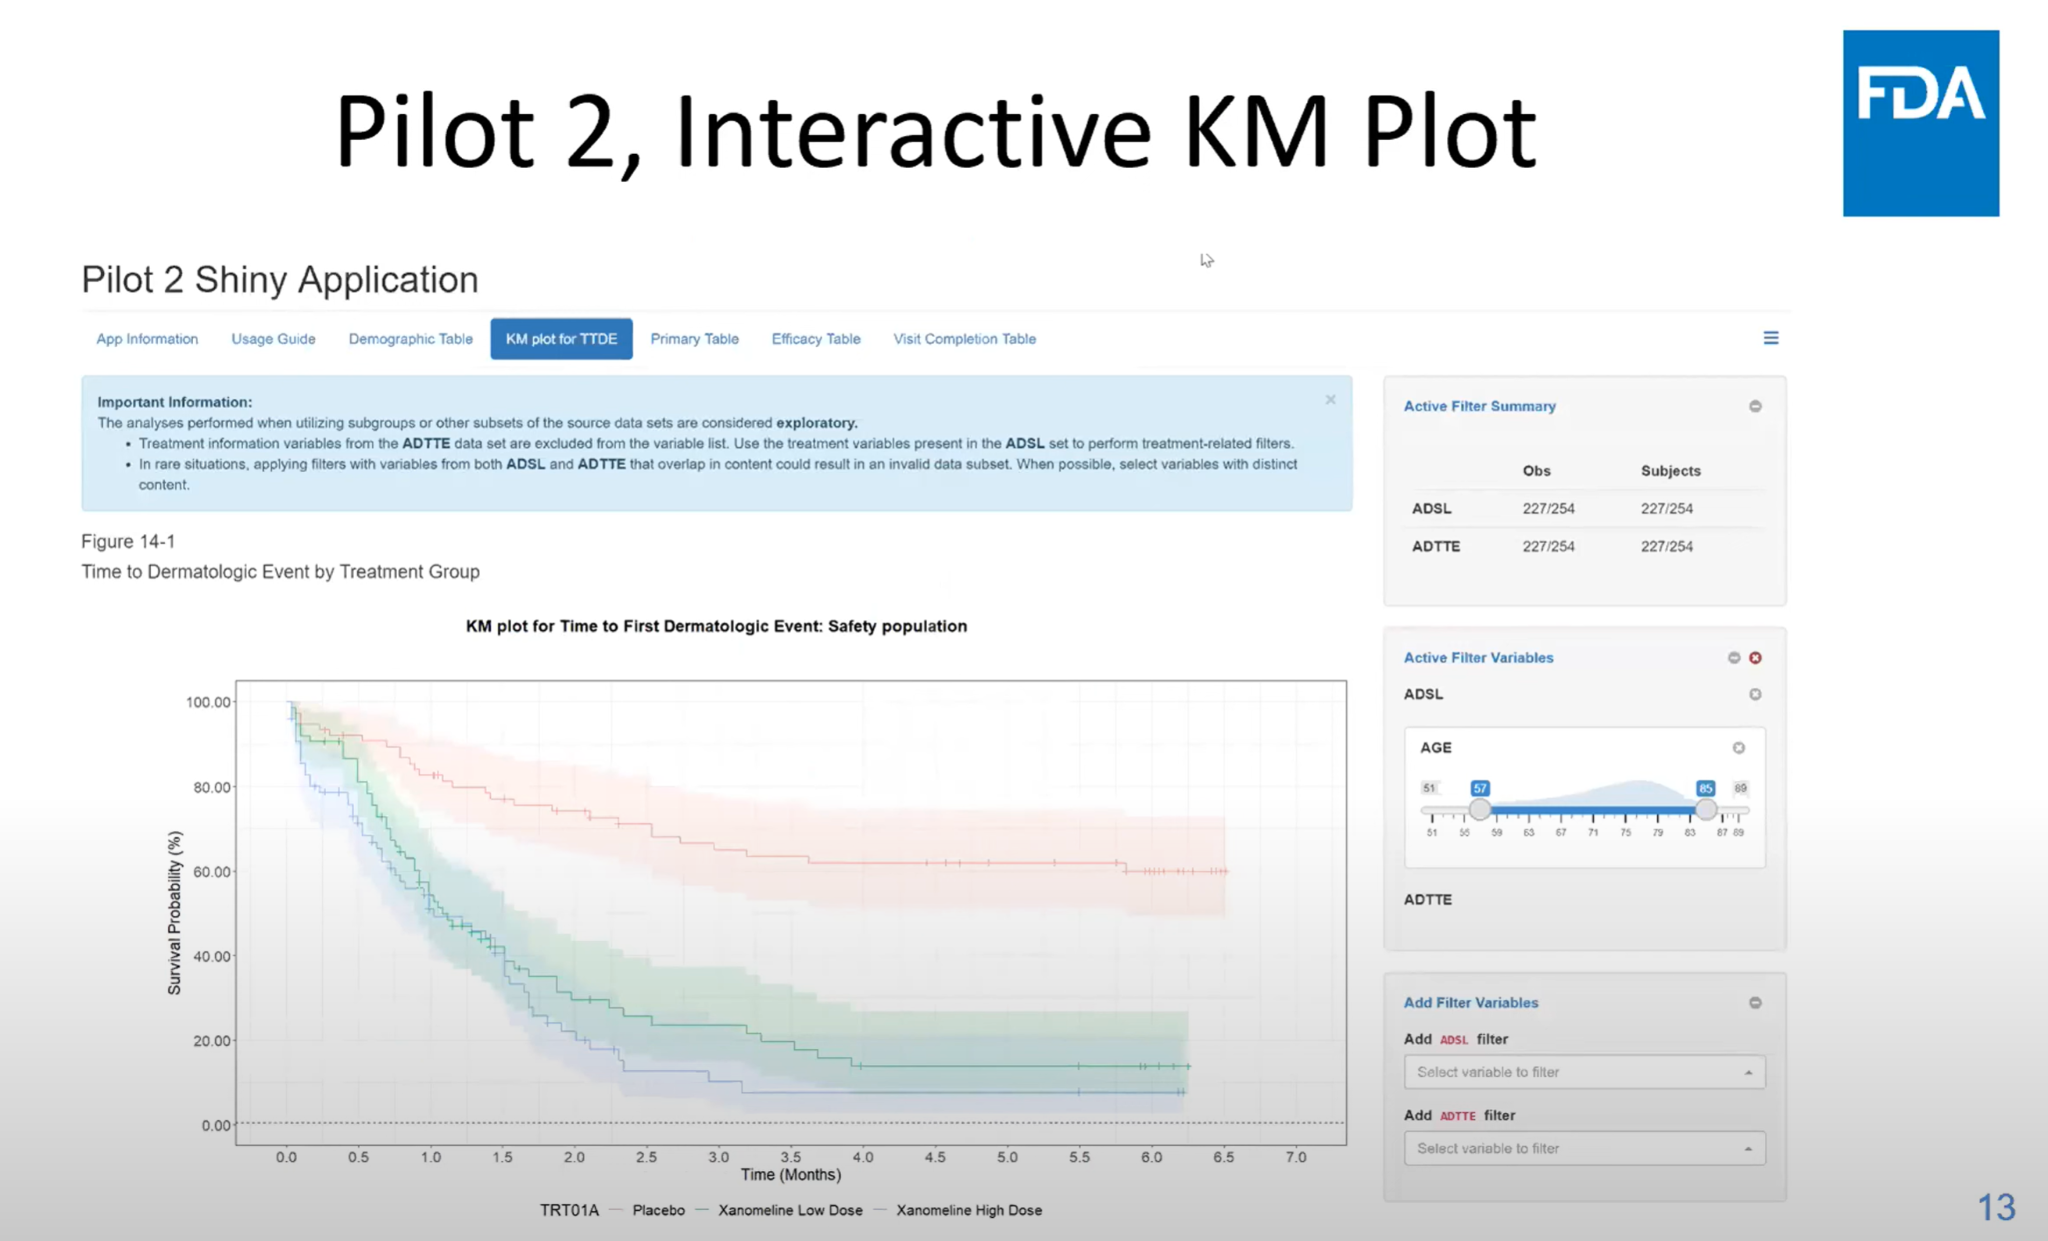 Pilot 2, Interactive KM Plot
FDA
Pilot 2 Shiny Application
App Information
Usage Guide
Demographic Table
KM plot for TTDE
Primary Table
Efficacy Table
Visit Completion Table
Important Information:
The analyses performed when utilizing subgroups or other subsets of the source data sets are considered exploratory.
• Treatment information variables from the ADTTE data set are excluded from the variable list. Use the treatment variables present in the ADSL set to perform treatment-related filters.
• In rare situations, applying filters with variables from both ADSL and ADTTE that overlap in content could result in an invalid data subset. When possible, select variables with distinct
content.
Figure 14-1
Time to Dermatologic Event by Treatment Group
KM plot for Time to First Dermatologic Event: Safety population
Survival Probability (%)
100.00
80.00
60.00
40.00
20.00
0.00
0.0 0.5 1.0 1.5 2.0 2.5 3.0 3.5 4.0 4.5 5.0 5.5 6.0 6.5 7.0
Time (Months)
TRT01A Placebo Xanomeline Low Dose Xanomeline High Dose
Active Filter Summary
Obs Subjects
ADSL 227/254 227/254
ADTTE 227/254 227/254
Active Filter Variables
ADSL
AGE
51 57 85 89
51 55 59 63 67 71 75 79 83 87 89
ADTTE
Add Filter Variables
Add ADSL filter
Select variable to filter
Add ADTTE filter
Select variable to filter
13